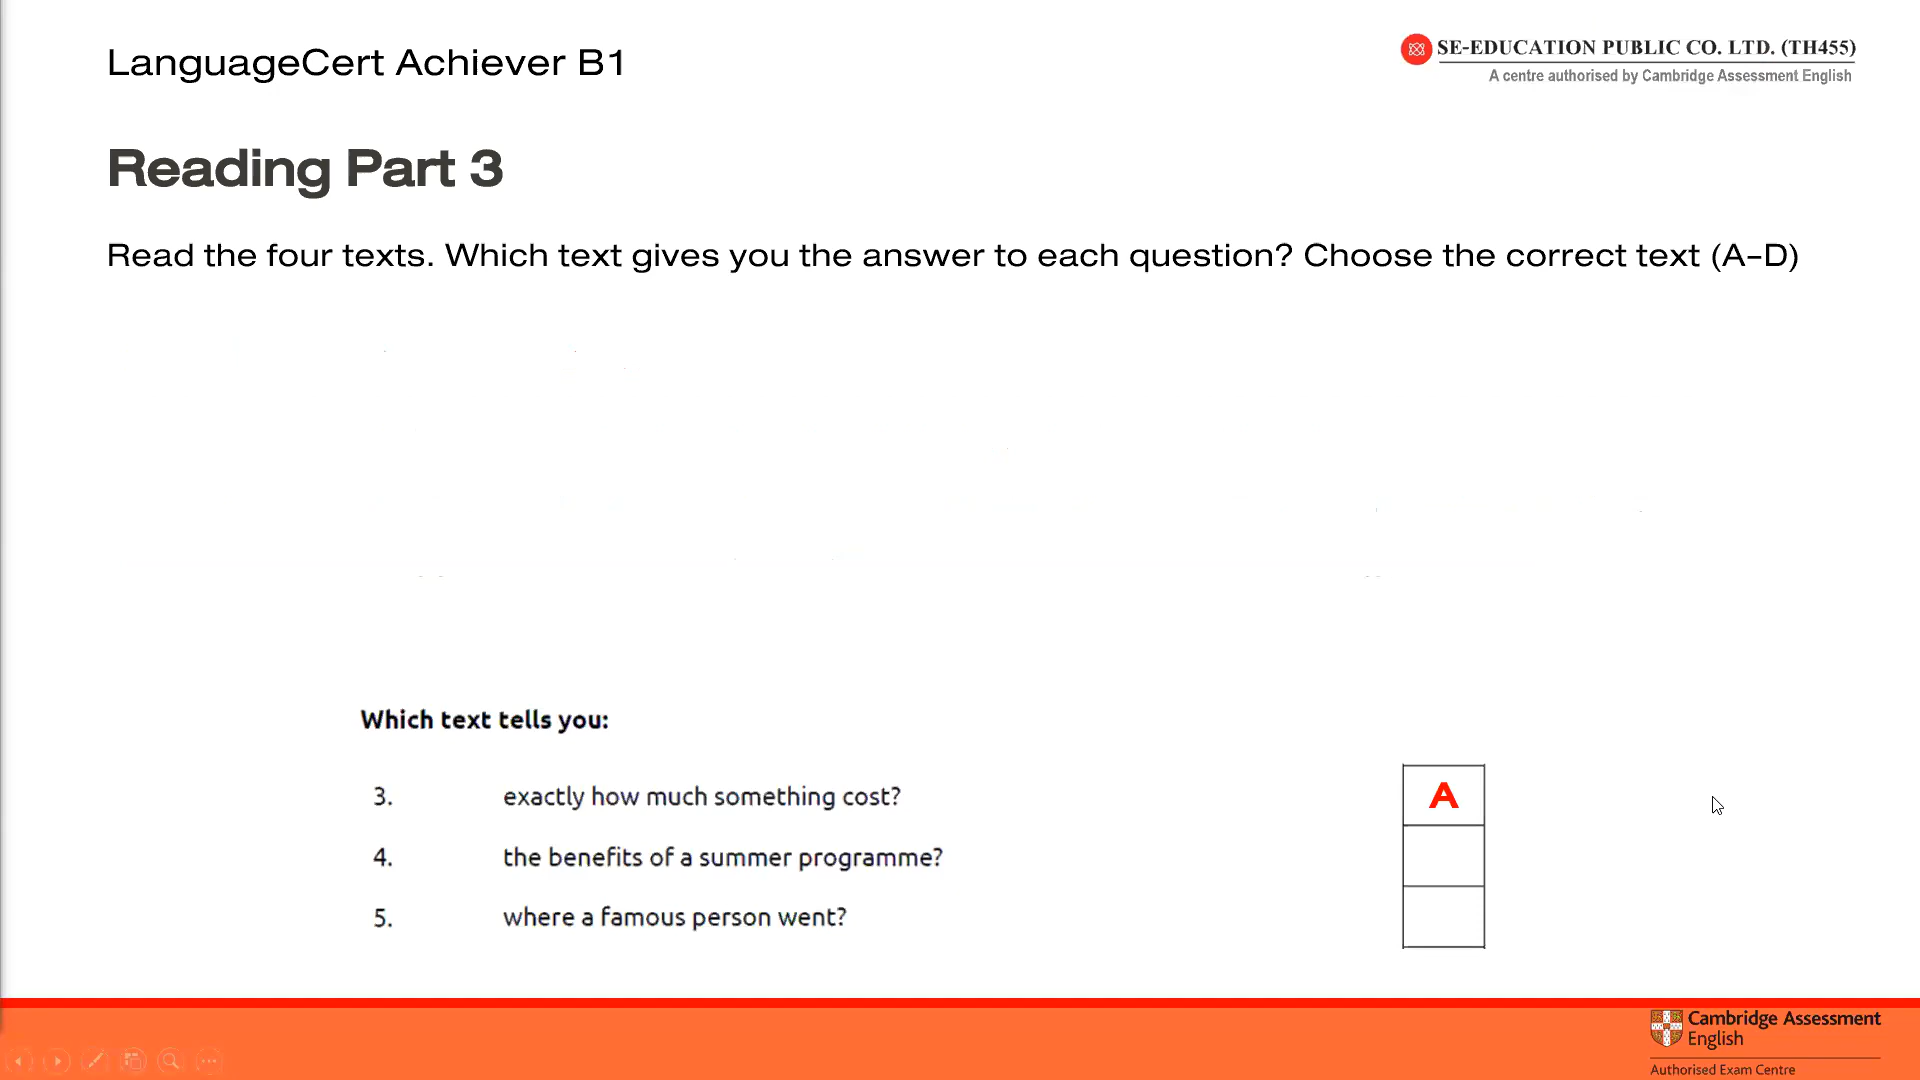 LanguageCert Achiever B1
SE-EDUCATION PUBLIC CO. LTD. (TH455)
A centre authorised by Cambridge Assessment English
Reading Part 3
Read the four texts. Which text gives you the answer to each question? Choose the correct text (A–D)
Which text tells you:
3. exactly how much something cost? A
4. the benefits of a summer programme?
5. where a famous person went?
Cambridge Assessment
English
Authorised Exam Centre